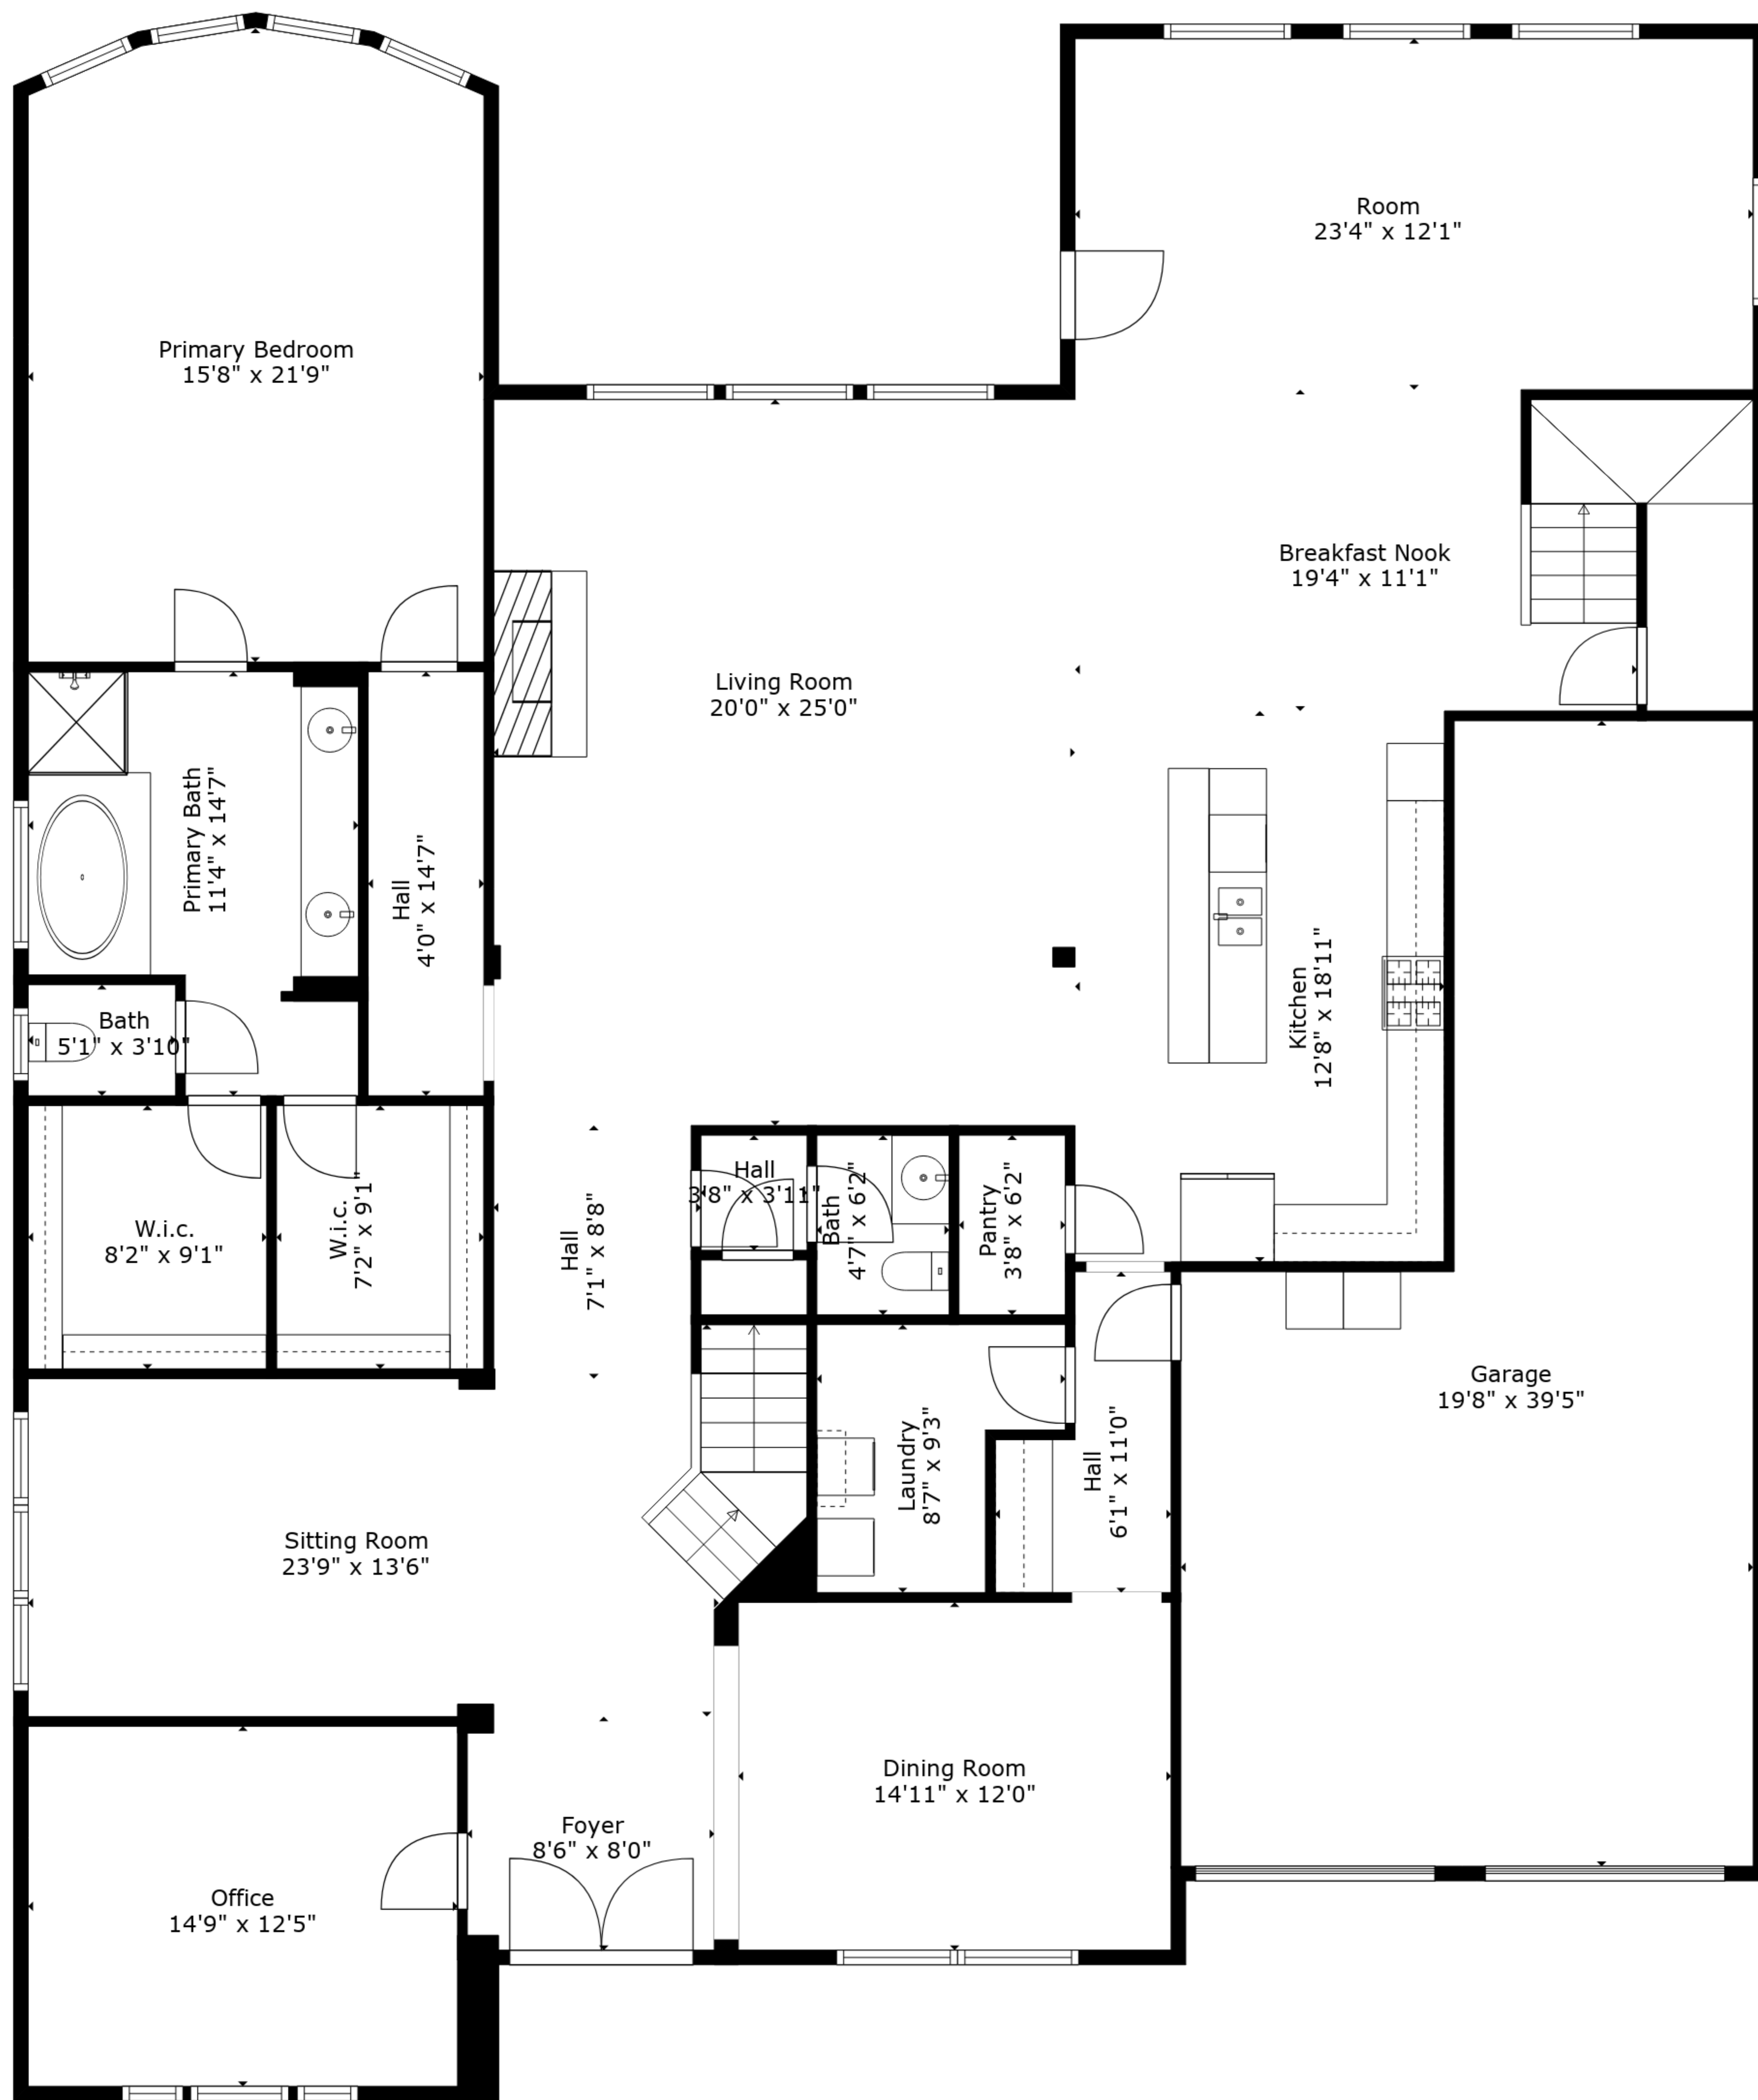 Room
23'4" x 12'1"
Primary Bedroom
15'8" x 21'9"
Breakfast Nook
19'4" x 11'1"
Living Room
20'0" x 25'0"
Primary Bath
11'4" x 14'7"
Hall
4'0" x 14'7"
Kitchen
12'8" x 18'11"
Bath
5'1" x 3'10"
Hall
3'8" x 3'11"
Bath
4'7" x 6'2"
Pantry
3'8" x 6'2"
W.i.c.
8'2" x 9'1"
W.i.c.
7'2" x 9'1"
Hall
7'1" x 8'8"
Garage
19'8" x 39'5"
Laundry
8'7" x 9'3"
Hall
6'1" x 11'0"
Sitting Room
23'9" x 13'6"
Dining Room
14'11" x 12'0"
Foyer
8'6" x 8'0"
Office
14'9" x 12'5"